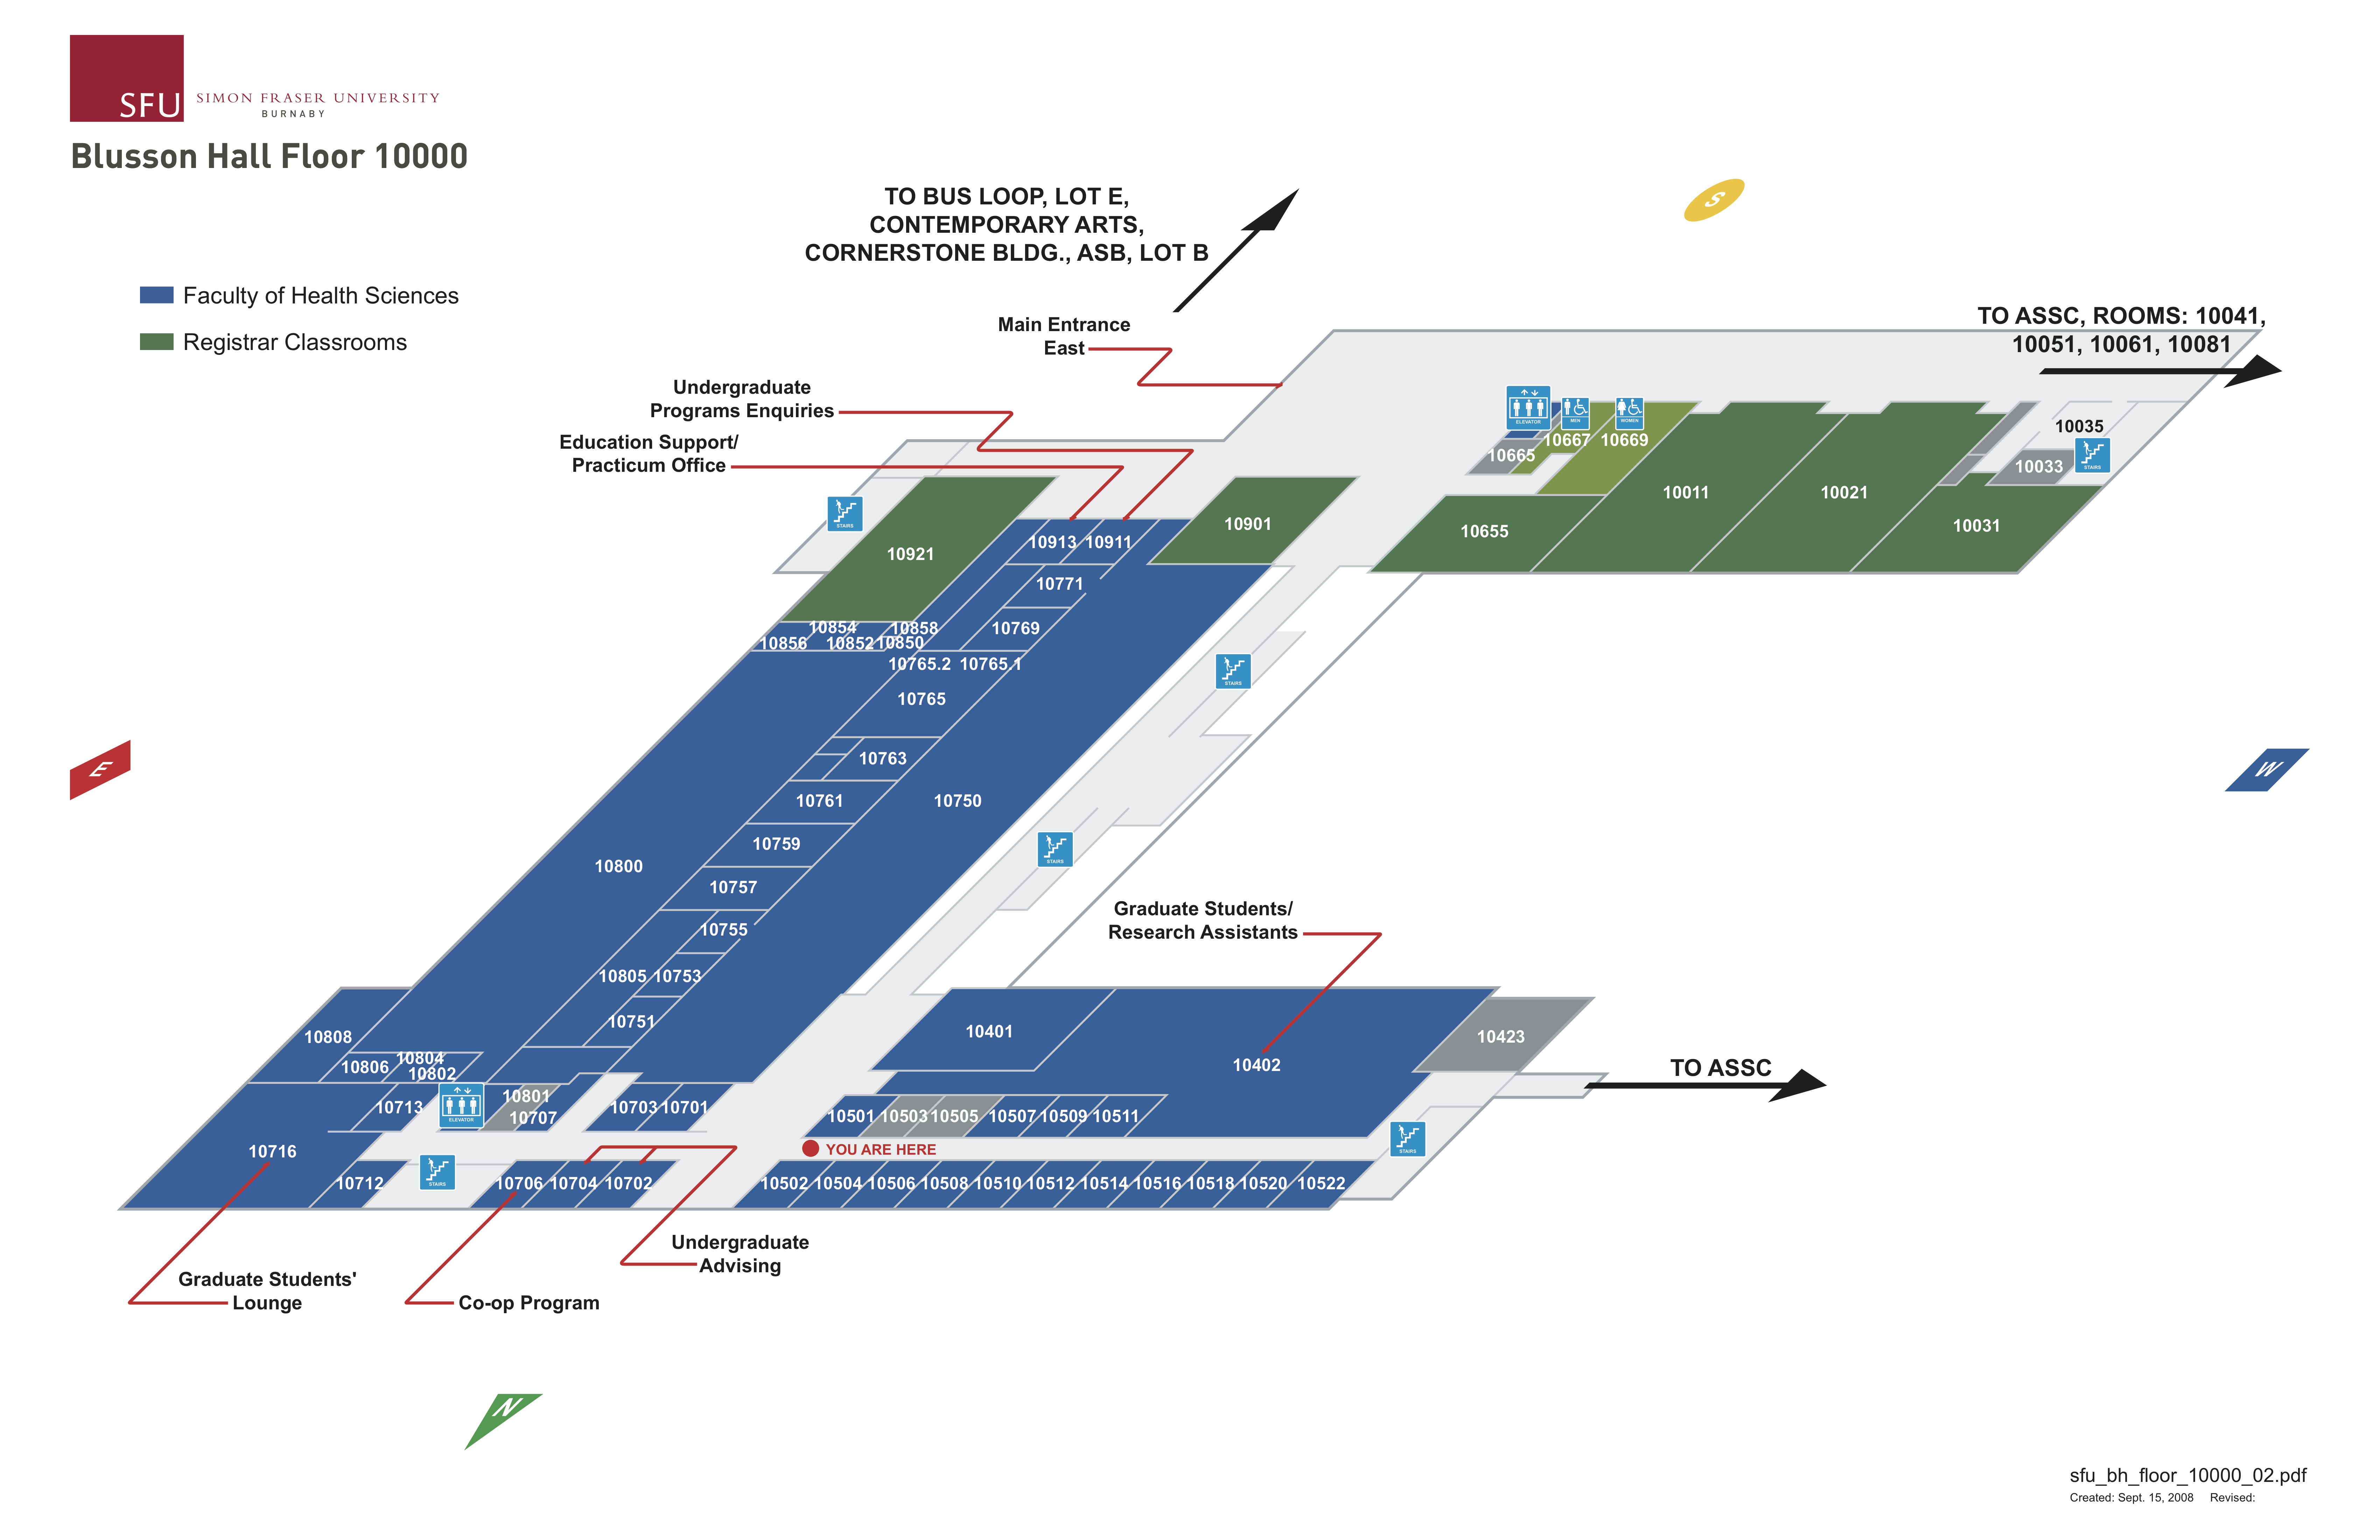 SFU
SIMON FRASER UNIVERSITY
BURNABY
Blusson Hall Floor 10000
Faculty of Health Sciences
Registrar Classrooms
TO BUS LOOP, LOT E,
CONTEMPORARY ARTS,
CORNERSTONE BLDG., ASB, LOT B
S
TO ASSC, ROOMS: 10041,
10051, 10061, 10081
Main Entrance
East
Undergraduate
Programs Enquiries
Education Support/
Practicum Office
ELEVATOR
MEN
WOMEN
10667 10669
10665
10035
10033
STAIRS
10011
10021
10031
10655
10901
STAIRS
10921
10913 10911
10771
10769
10854 10858
10856 10852 10850
10765.2 10765.1
10765
STAIRS
10763
10761
10750
10759
STAIRS
10800
10757
10755
10805 10753
10751
E
W
Graduate Students/
Research Assistants
10401
10402
10423
TO ASSC
10808
10806
10804
10802
ELEVATOR
10713
10801
10707
10703 10701
10501 10503 10505 10507 10509 10511
YOU ARE HERE
STAIRS
10716
10712
STAIRS
10706 10704 10702
10502 10504 10506 10508 10510 10512 10514 10516 10518 10520 10522
Undergraduate
Advising
Graduate Students'
Lounge
Co-op Program
N
sfu_bh_floor_10000_02.pdf
Created: Sept. 15, 2008 Revised: